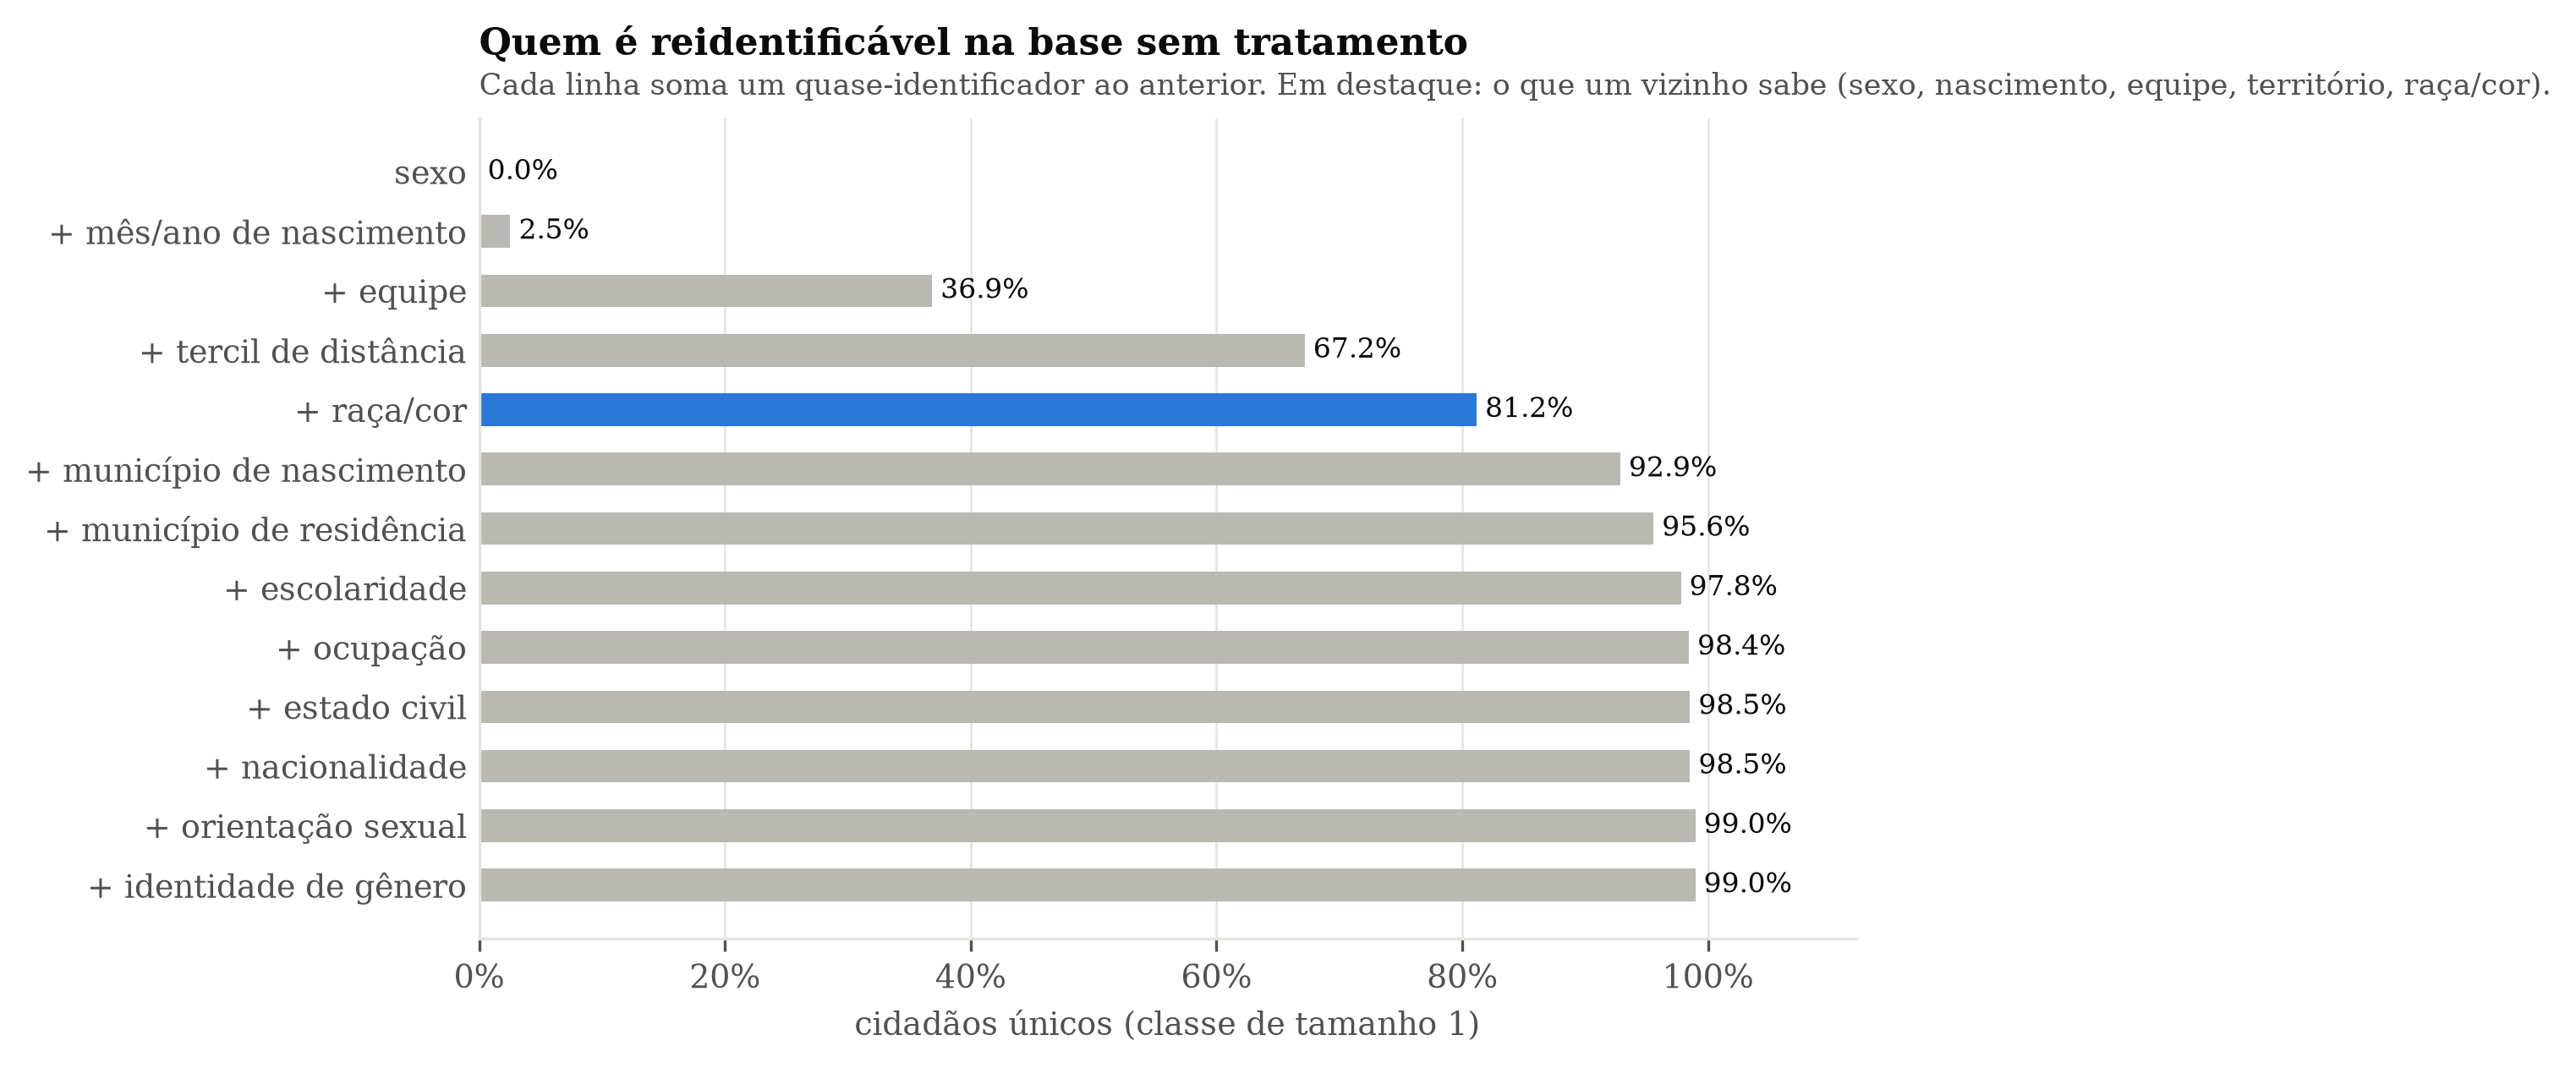 Quem é reidentificável na base sem tratamento
Cada linha soma um quase-identificador ao anterior. Em destaque: o que um vizinho sabe (sexo, nascimento, equipe, território, raça/cor).
sexo 0.0%
+ mês/ano de nascimento 2.5%
+ equipe 36.9%
+ tercil de distância 67.2%
+ raça/cor 81.2%
+ município de nascimento 92.9%
+ município de residência 95.6%
+ escolaridade 97.8%
+ ocupação 98.4%
+ estado civil 98.5%
+ nacionalidade 98.5%
+ orientação sexual 99.0%
+ identidade de gênero 99.0%
0% 20% 40% 60% 80% 100%
cidadãos únicos (classe de tamanho 1)